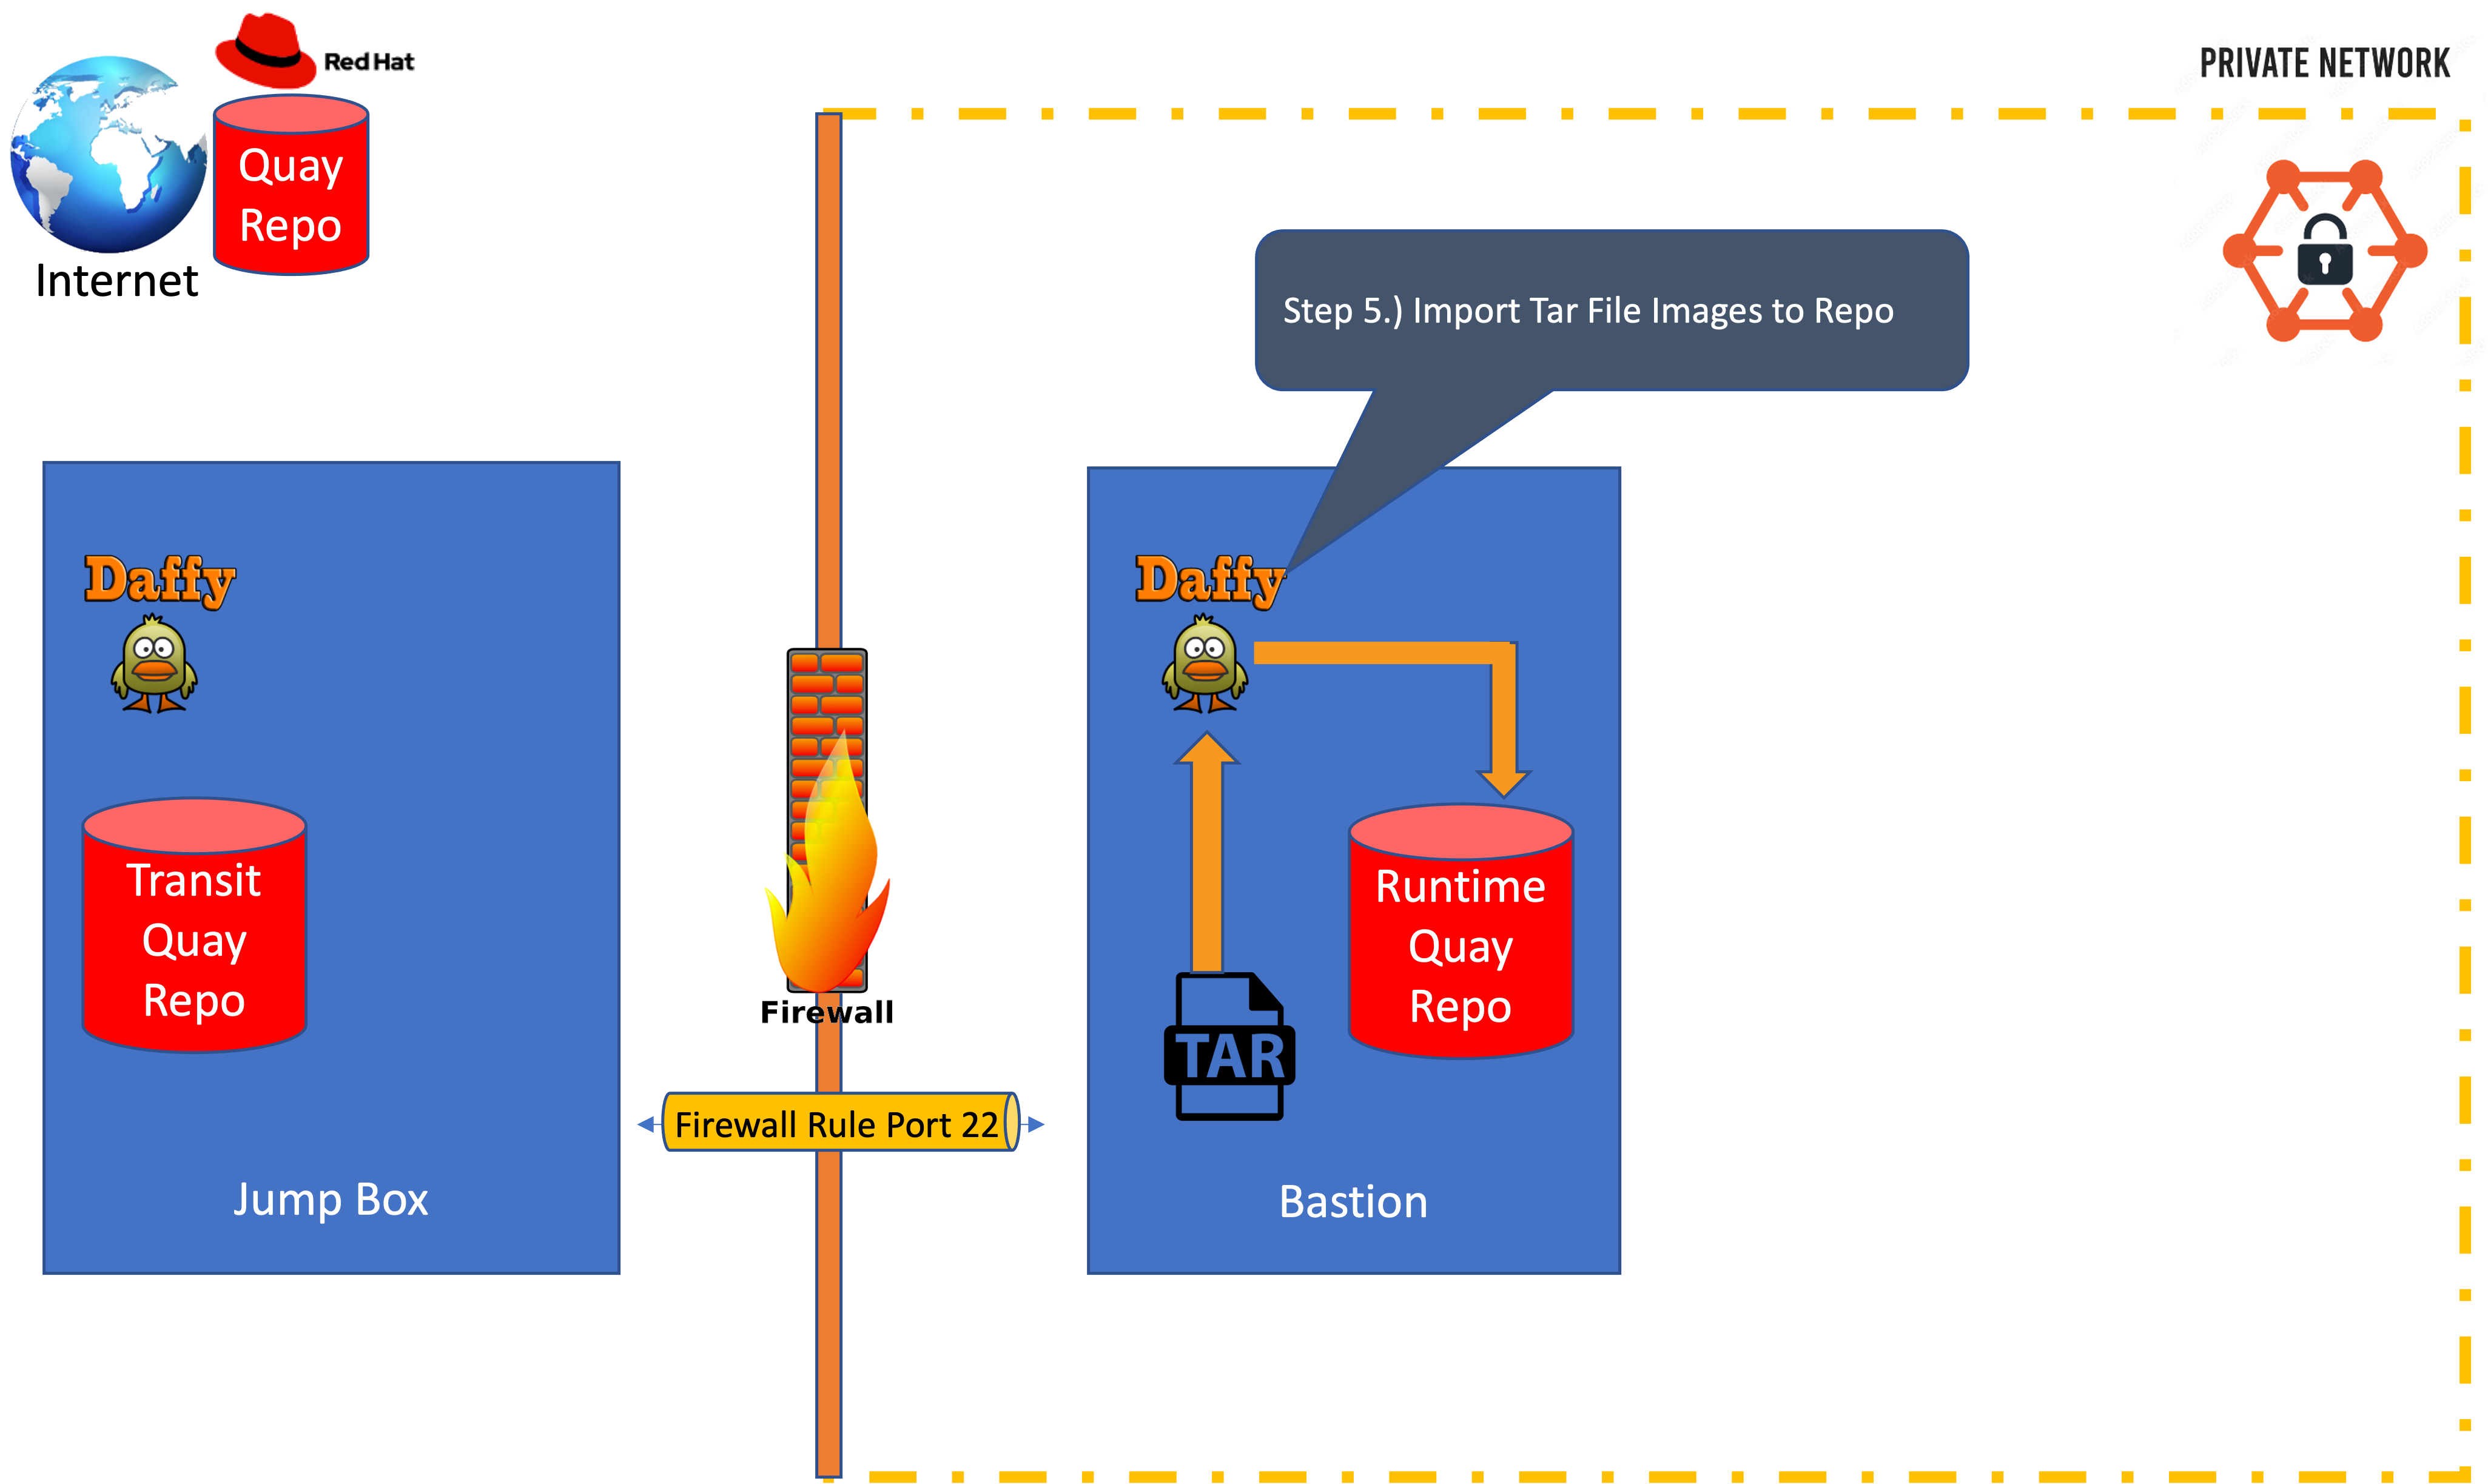 Red Hat
PRIVATE NETWORK
Quay
Repo
Internet
Step 5.) Import Tar File Images to Repo
Daffy
Daffy
Transit
Quay
Repo
Runtime
Quay
Repo
Firewall
TAR
Firewall Rule Port 22
Jump Box
Bastion